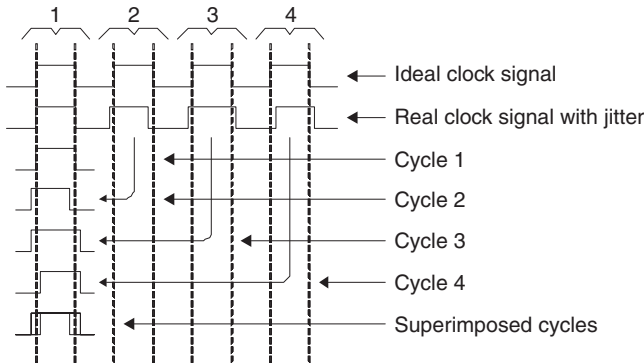 1 2 3 4
Ideal clock signal
Real clock signal with jitter
Cycle 1
Cycle 2
Cycle 3
Cycle 4
Superimposed cycles